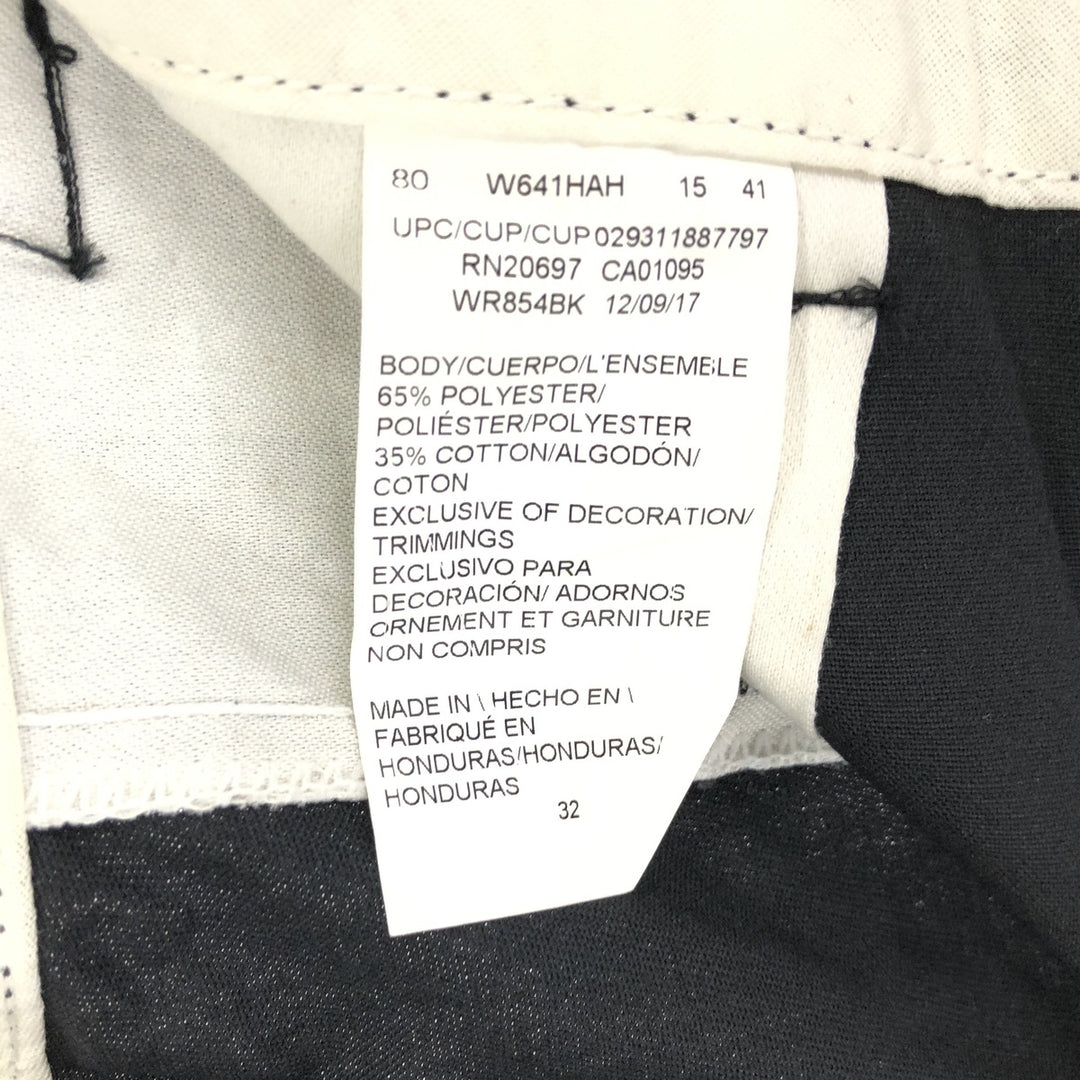 80 W641HAH 15 41
UPC/CUP/CUP 029311887797
RN20697 CA01095
WR854BK 12/09/17
BODY/CUERPO/L'ENSEMBLE
65% POLYESTER/
POLIÉSTER/POLYESTER
35% COTTON/ALGODÓN/
COTON
EXCLUSIVE OF DECORATION/
TRIMMINGS
EXCLUSIVO PARA
DECORACIÓN/ ADORNOS
ORNEMENT ET GARNITURE
NON COMPRIS
MADE IN \ HECHO EN \
FABRIQUÉ EN
HONDURAS/HONDURAS/
HONDURAS
32